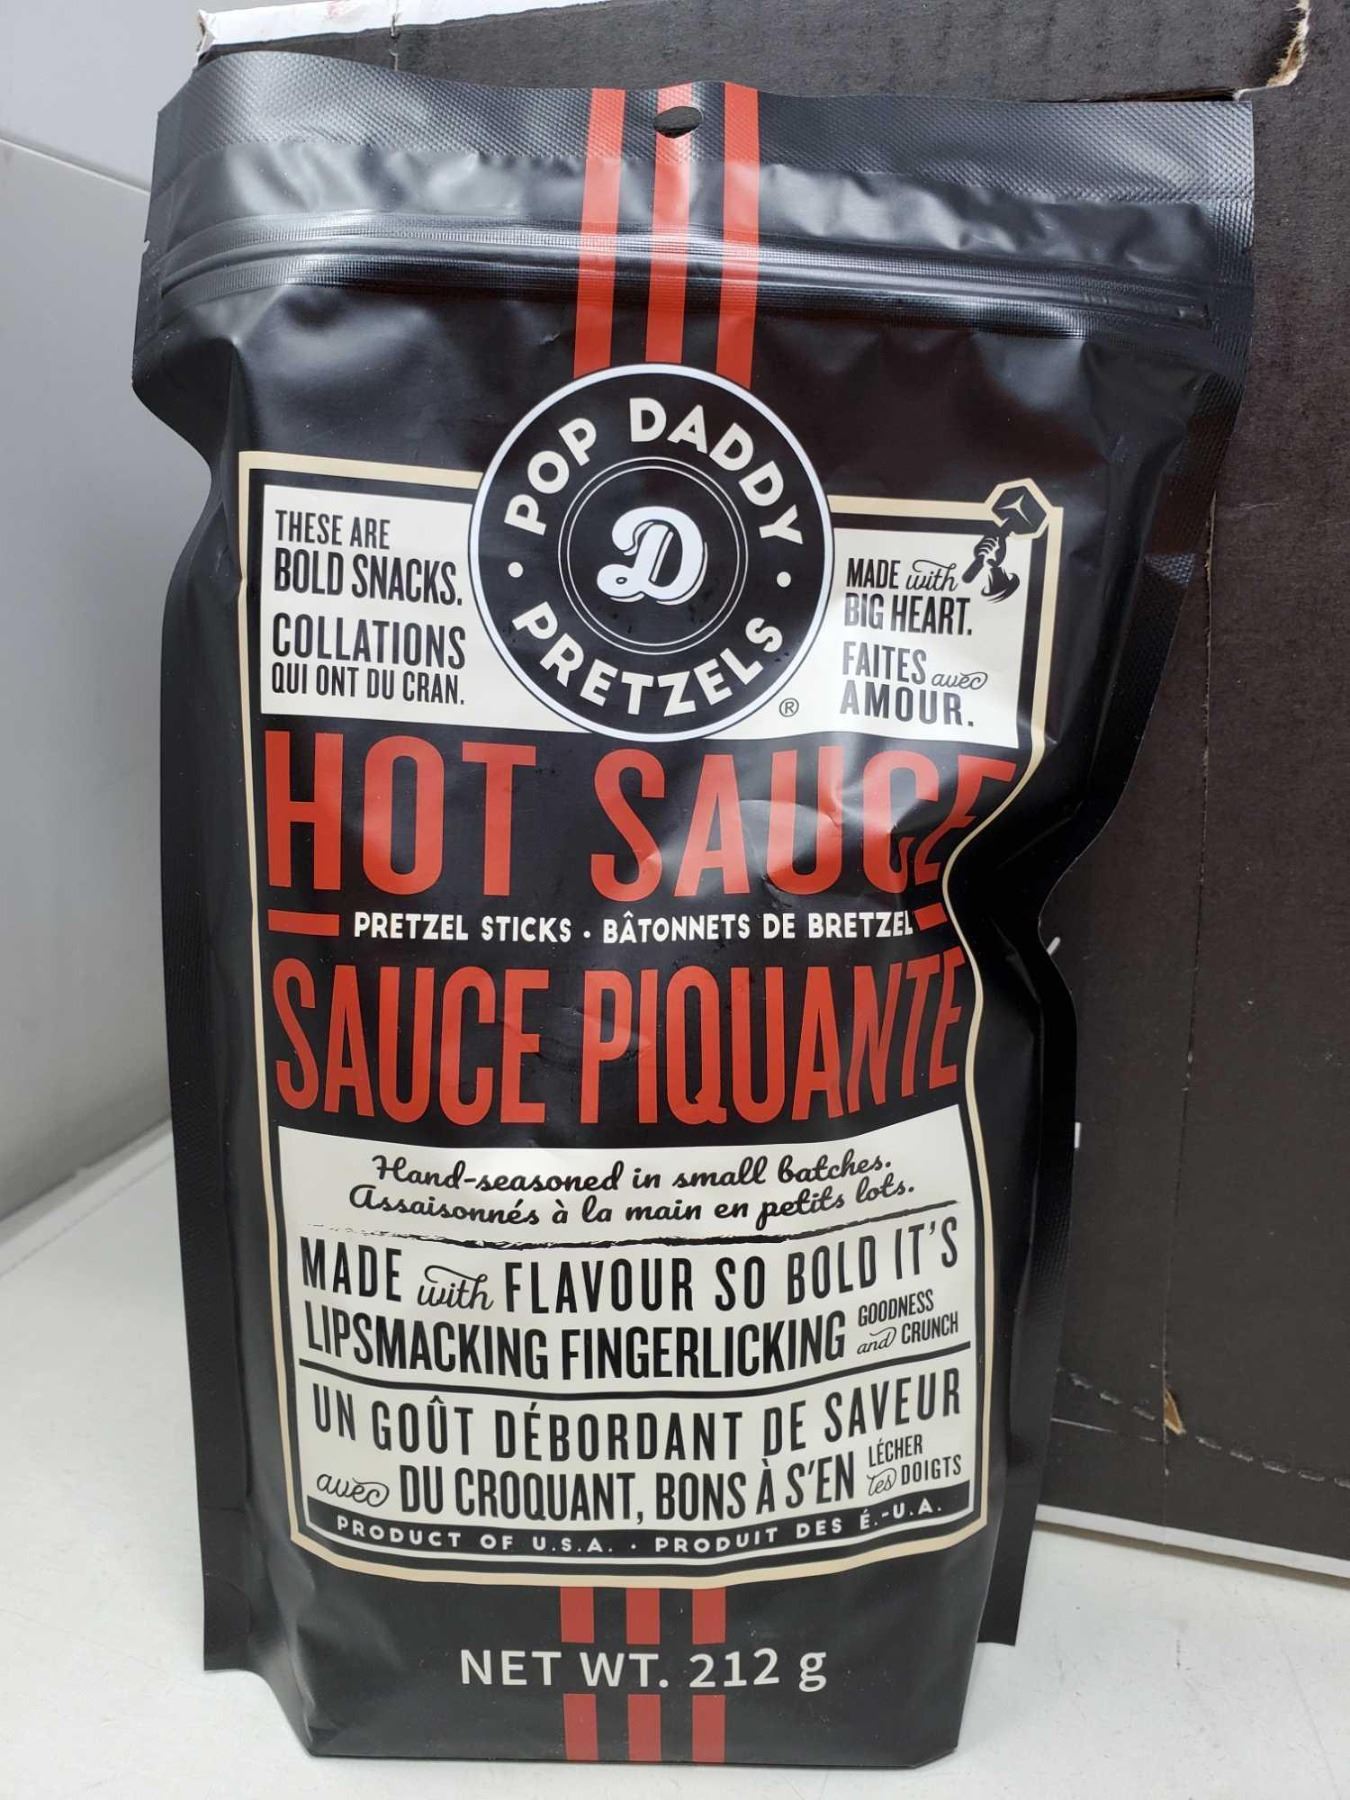 POP DADDY
D
PRETZELS
®
THESE ARE
BOLD SNACKS.
COLLATIONS
QUI ONT DU CRAN.
MADE with
BIG HEART.
FAITES avec
AMOUR.
HOT SAUCE
PRETZEL STICKS · BÂTONNETS DE BRETZEL
SAUCE PIQUANTE
Hand-seasoned in small batches.
Assaisonnés à la main en petits lots.
MADE with FLAVOUR SO BOLD IT'S
LIPSMACKING FINGERLICKING GOODNESS and CRUNCH
UN GOÛT DÉBORDANT DE SAVEUR
avec DU CROQUANT, BONS À S'EN LÉCHER les DOIGTS
PRODUCT OF U.S.A. · PRODUIT DES É.-U.A.
NET WT. 212 g